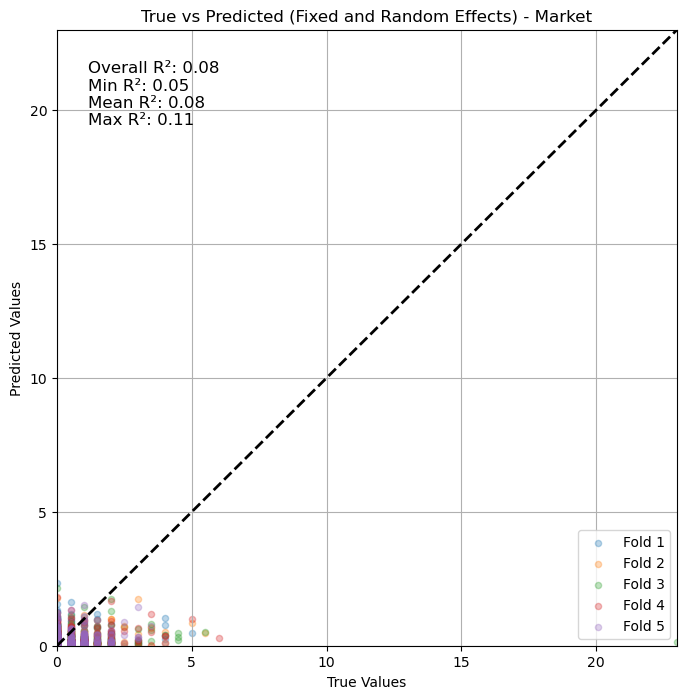 True vs Predicted (Fixed and Random Effects) - Market
Overall R²: 0.08
Min R²: 0.05
Mean R²: 0.08
Max R²: 0.11
20
15
10
5
0
Predicted Values
Fold 1
Fold 2
Fold 3
Fold 4
Fold 5
0 5 10 15 20
True Values